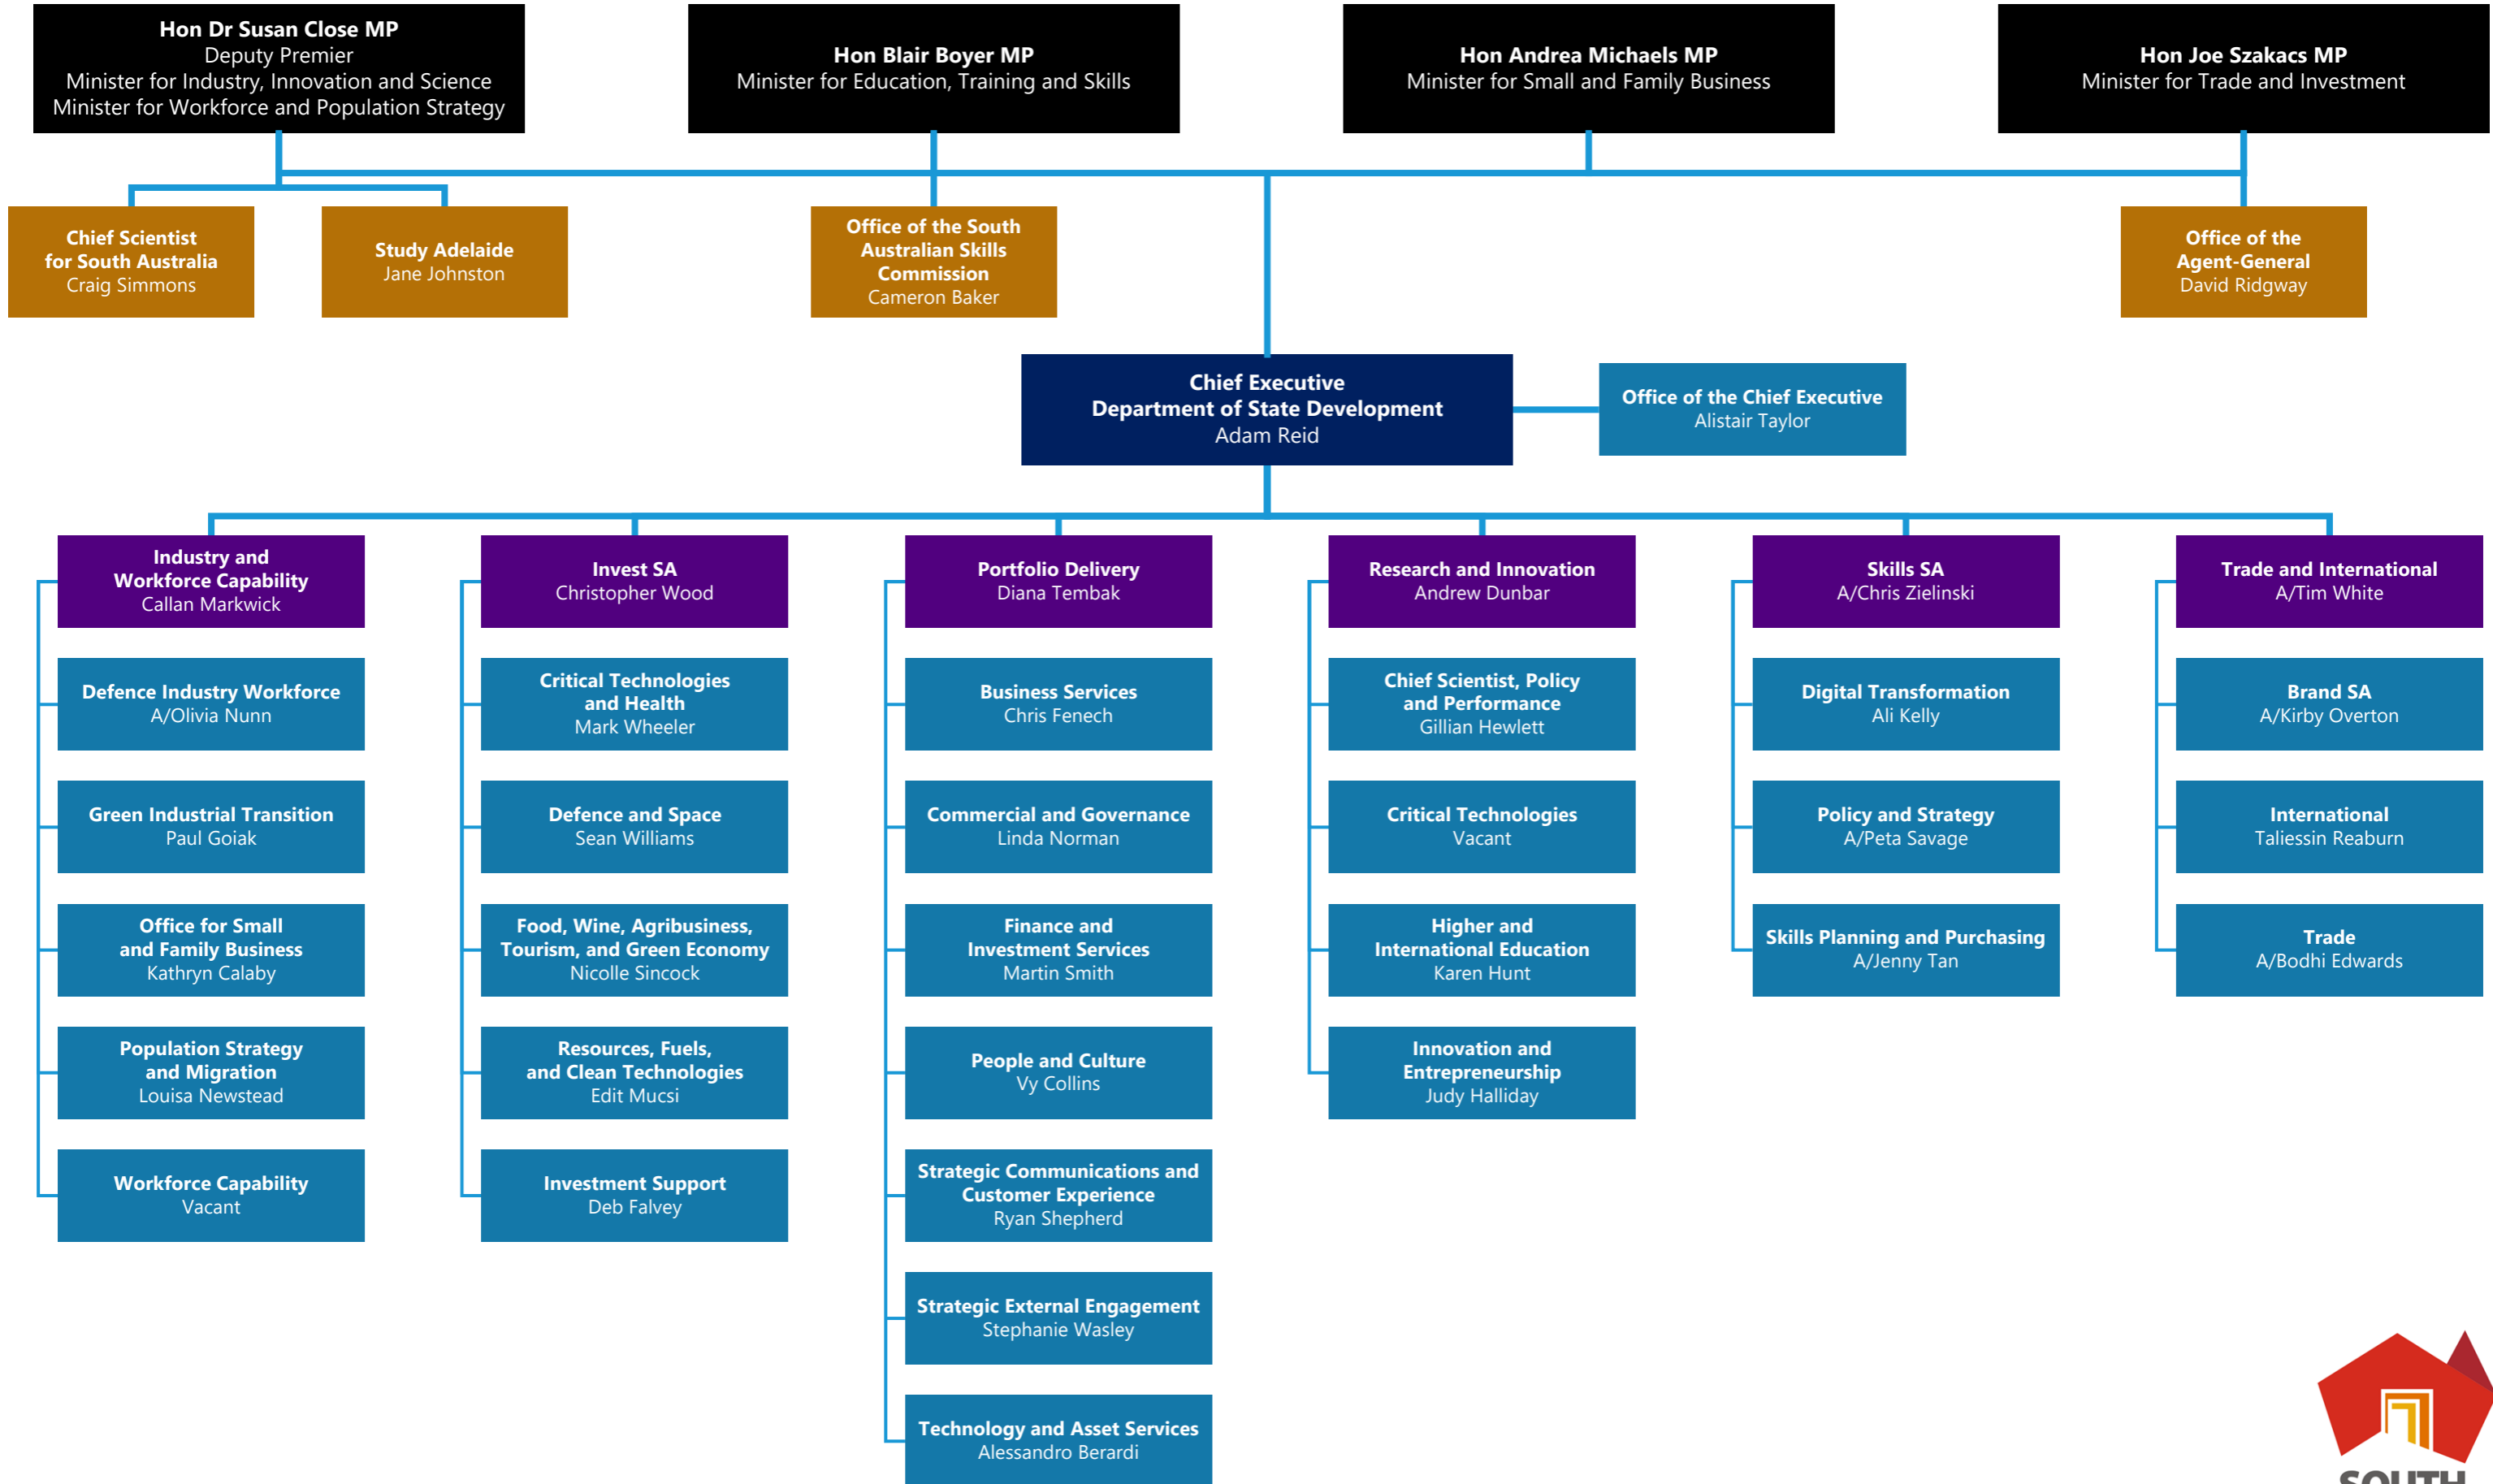 Hon Dr Susan Close MP
Deputy Premier
Minister for Industry, Innovation and Science
Minister for Workforce and Population Strategy
Hon Blair Boyer MP
Minister for Education, Training and Skills
Hon Andrea Michaels MP
Minister for Small and Family Business
Hon Joe Szakacs MP
Minister for Trade and Investment
Chief Scientist
for South Australia
Craig Simmons
Study Adelaide
Jane Johnston
Office of the South
Australian Skills
Commission
Cameron Baker
Office of the
Agent-General
David Ridgway
Chief Executive
Department of State Development
Adam Reid
Office of the Chief Executive
Alistair Taylor
Industry and
Workforce Capability
Callan Markwick
Defence Industry Workforce
A/Olivia Nunn
Green Industrial Transition
Paul Goiak
Office for Small
and Family Business
Kathryn Calaby
Population Strategy
and Migration
Louisa Newstead
Workforce Capability
Vacant
Invest SA
Christopher Wood
Critical Technologies
and Health
Mark Wheeler
Defence and Space
Sean Williams
Food, Wine, Agribusiness,
Tourism, and Green Economy
Nicolle Sincock
Resources, Fuels,
and Clean Technologies
Edit Mucsi
Investment Support
Deb Falvey
Portfolio Delivery
Diana Tembak
Business Services
Chris Fenech
Commercial and Governance
Linda Norman
Finance and
Investment Services
Martin Smith
People and Culture
Vy Collins
Strategic Communications and
Customer Experience
Ryan Shepherd
Strategic External Engagement
Stephanie Wasley
Technology and Asset Services
Alessandro Berardi
Research and Innovation
Andrew Dunbar
Chief Scientist, Policy
and Performance
Gillian Hewlett
Critical Technologies
Vacant
Higher and
International Education
Karen Hunt
Innovation and
Entrepreneurship
Judy Halliday
Skills SA
A/Chris Zielinski
Digital Transformation
Ali Kelly
Policy and Strategy
A/Peta Savage
Skills Planning and Purchasing
A/Jenny Tan
Trade and International
A/Tim White
Brand SA
A/Kirby Overton
International
Taliessin Reaburn
Trade
A/Bodhi Edwards
SOUTH